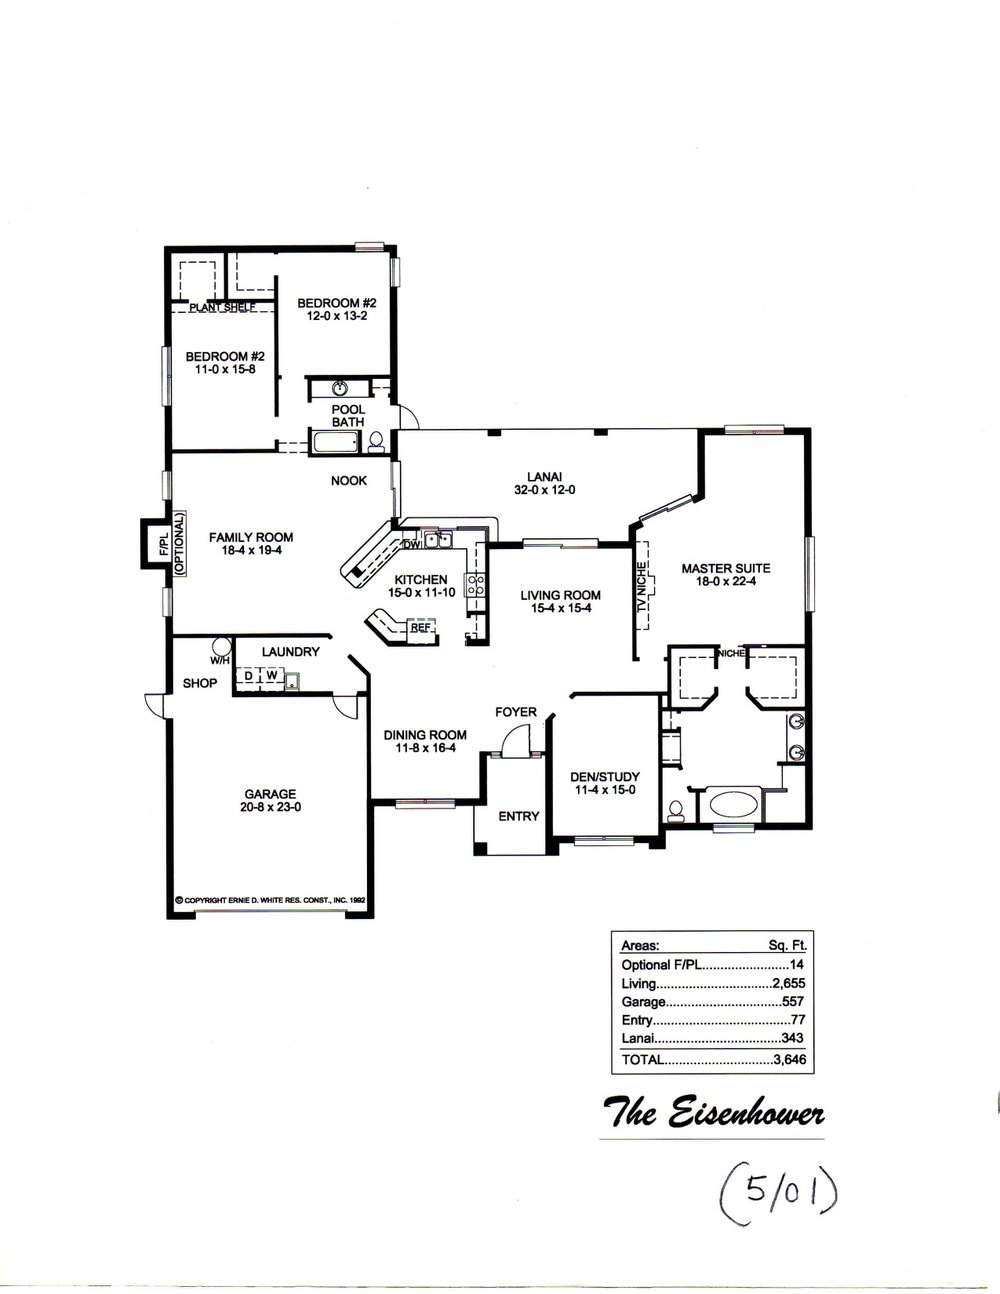 BEDROOM #2
12-0 x 13-2
PLANT SHELF
BEDROOM #2
11-0 x 15-8
POOL
BATH
NOOK
LANAI
32-0 x 12-0
FAMILY ROOM
18-4 x 19-4
F/PL
(OPTIONAL)
DW
KITCHEN
15-0 x 11-10
REF
LIVING ROOM
15-4 x 15-4
TV NICHE
MASTER SUITE
18-0 x 22-4
NICHE
LAUNDRY
W/H
D W
SHOP
FOYER
DINING ROOM
11-8 x 16-4
DEN/STUDY
11-4 x 15-0
GARAGE
20-8 x 23-0
ENTRY
© COPYRIGHT ERNIE D. WHITE RES. CONST., INC. 1992
Areas: Sq. Ft.
Optional F/PL.......................14
Living...............................2,655
Garage...............................557
Entry.....................................77
Lanai..................................343
TOTAL.............................3,646
The Eisenhower
(5/01)